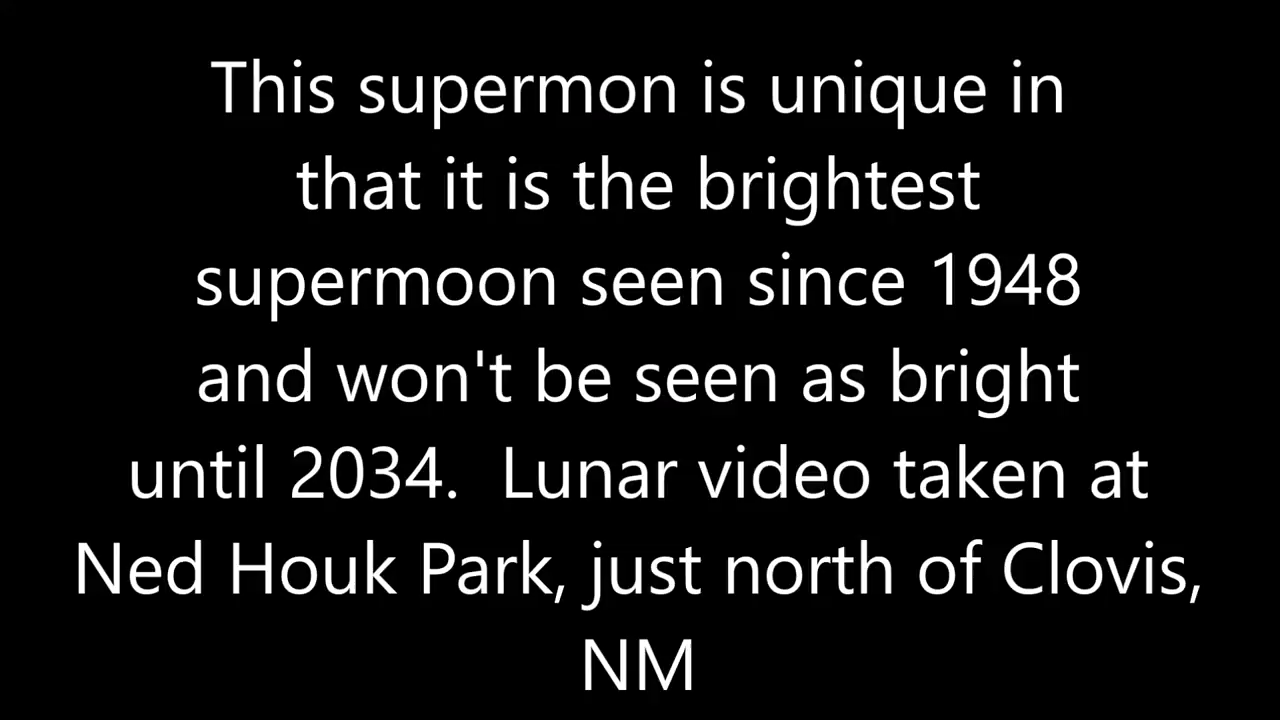 This supermon is unique in
that it is the brightest
supermoon seen since 1948
and won't be seen as bright
until 2034.  Lunar video taken at
Ned Houk Park, just north of Clovis,
NM